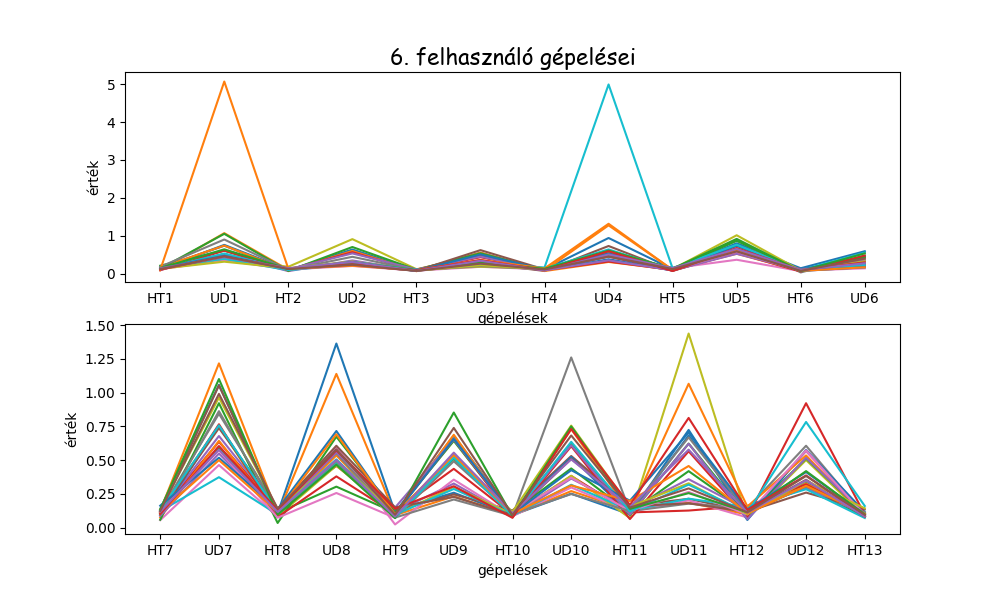 6. felhasználó gépelései
5
4
3
2
1
0
érték
HT1 UD1 HT2 UD2 HT3 UD3 HT4 UD4 HT5 UD5 HT6 UD6
gépelések
1.50
1.25
1.00
0.75
0.50
0.25
0.00
érték
HT7 UD7 HT8 UD8 HT9 UD9 HT10 UD10 HT11 UD11 HT12 UD12 HT13
gépelések